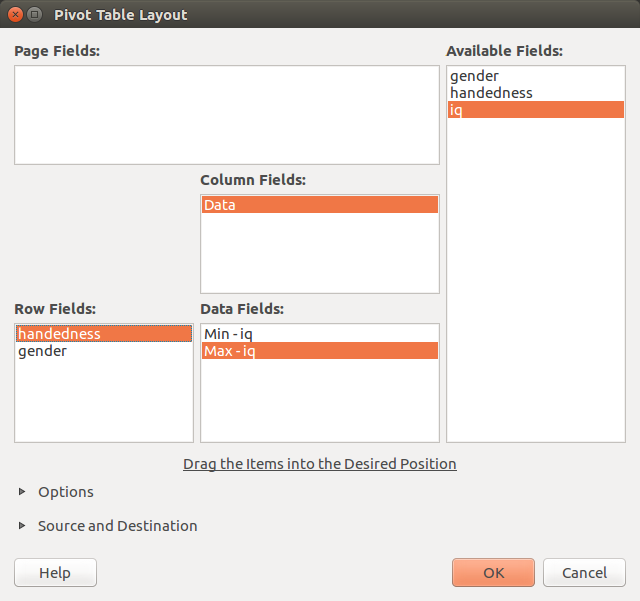 Pivot Table Layout
Page Fields:
Available Fields:
gender
handedness
iq
Column Fields:
Data
Row Fields:
handedness
gender
Data Fields:
Min - iq
Max - iq
Drag the Items into the Desired Position
Options
Source and Destination
Help
OK
Cancel